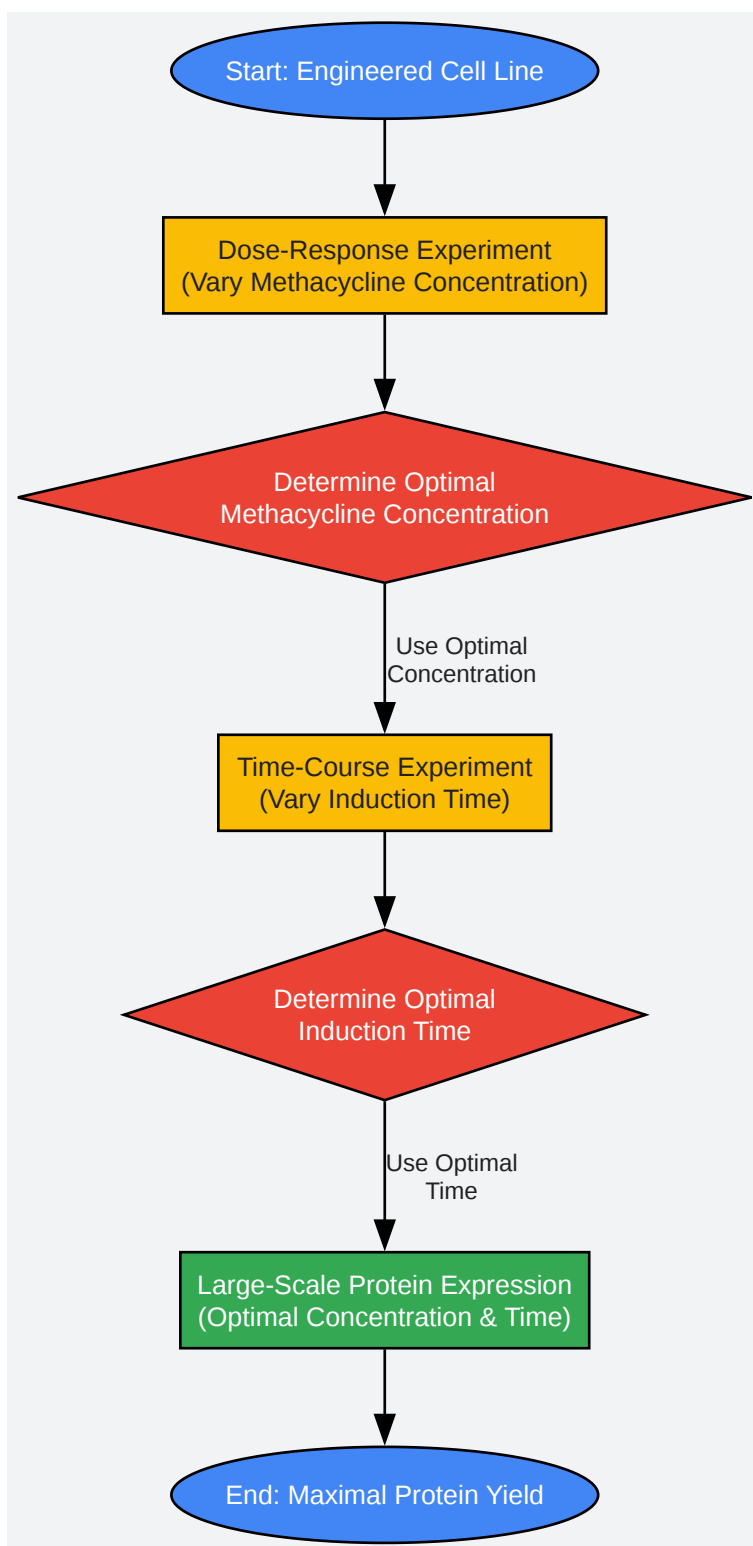 Start: Engineered Cell Line
Dose-Response Experiment
(Vary Methacycline Concentration)
Determine Optimal
Methacycline Concentration
Use Optimal
Concentration
Time-Course Experiment
(Vary Induction Time)
Determine Optimal
Induction Time
Use Optimal
Time
Large-Scale Protein Expression
(Optimal Concentration & Time)
End: Maximal Protein Yield